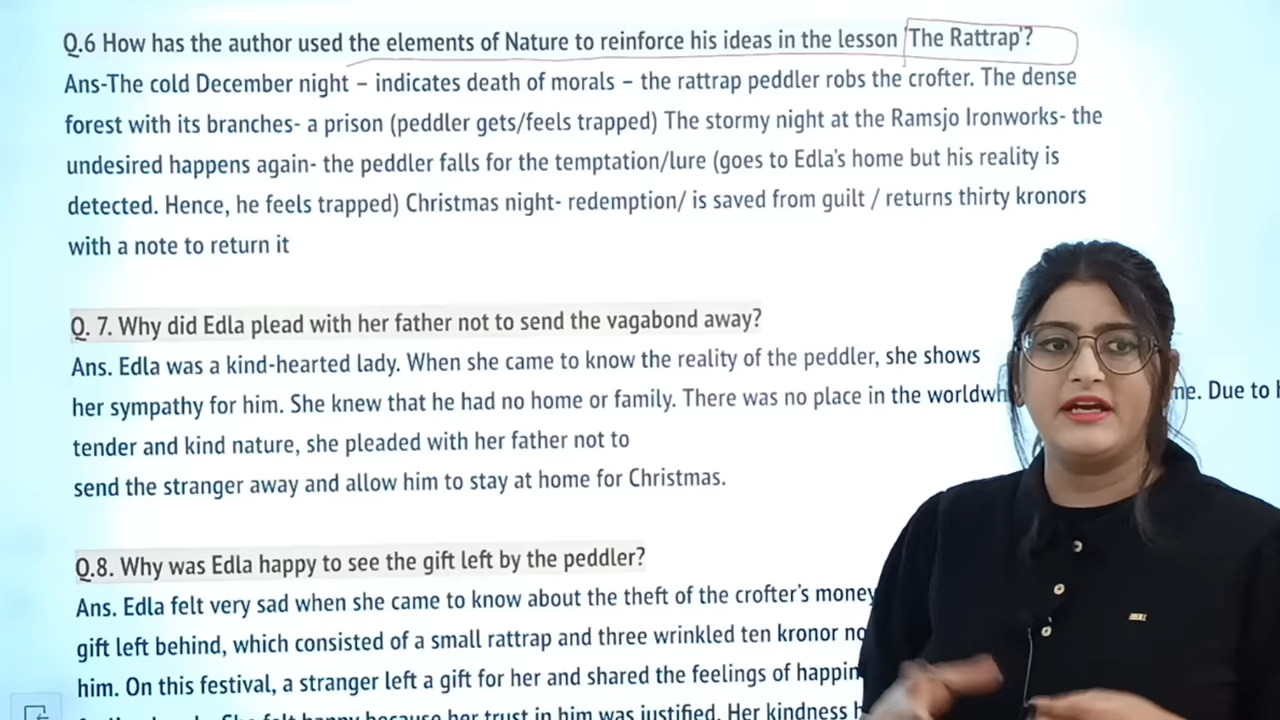 Q.6 How has the author used the elements of Nature to reinforce his ideas in the lesson 'The Rattrap'?
Ans-The cold December night – indicates death of morals – the rattrap peddler robs the crofter. The dense
forest with its branches- a prison (peddler gets/feels trapped) The stormy night at the Ramsjo Ironworks- the
undesired happens again- the peddler falls for the temptation/lure (goes to Edla's home but his reality is
detected. Hence, he feels trapped) Christmas night- redemption/ is saved from guilt / returns thirty kronors
with a note to return it
Q. 7. Why did Edla plead with her father not to send the vagabond away?
Ans. Edla was a kind-hearted lady. When she came to know the reality of the peddler, she shows
her sympathy for him. She knew that he had no home or family. There was no place in the Due to
tender and kind nature, she pleaded with her father not to
send the stranger away and allow him to stay at home for Christmas.
Q.8. Why was Edla happy to see the gift left by the peddler?
Ans. Edla felt very sad when she came to know about the theft of the crofter's money
gift left behind, which consisted of a small rattrap and three wrinkled ten kronor
him. On this festival, a stranger left a gift for her and shared the feelings of
because her trust in him was justified. Her kindness